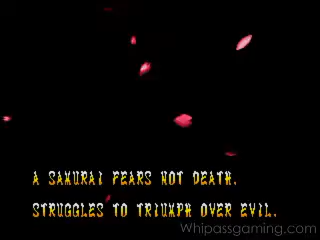 A SAMURAI FEARS NOT DEATH.
STRUGGLES TO TRIUMPH OVER EVIL.
Whipassgaming.com